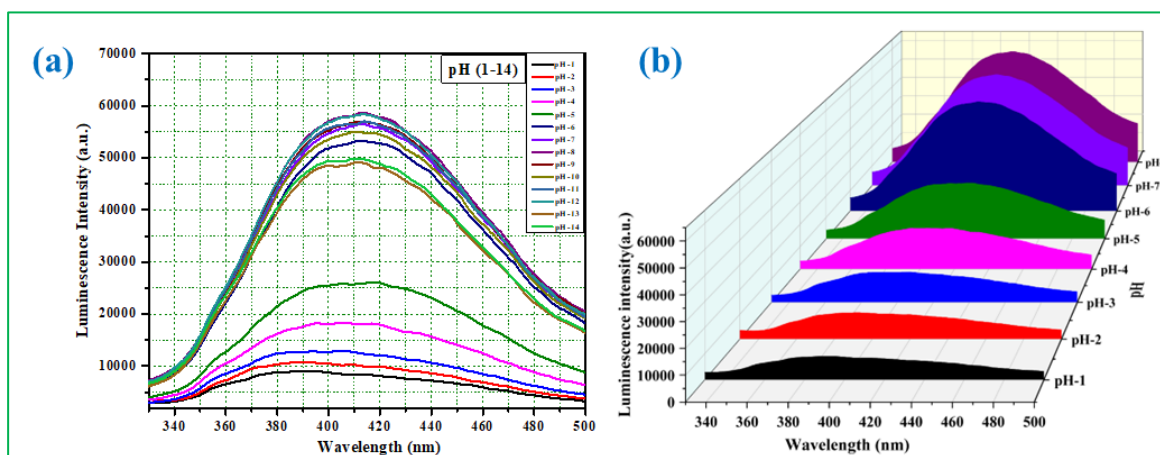 (a)
70000
60000
50000
40000
30000
20000
10000
Luminescence Intensity (a.u.)
340 360 380 400 420 440 460 480 500
Wavelength (nm)
pH (1-14)
pH-1
pH-2
pH-3
pH-4
pH-5
pH-6
pH-7
pH-8
pH-9
pH-10
pH-11
pH-12
pH-13
pH-14
(b)
60000
50000
40000
30000
20000
10000
0
Luminescence intensity(a.u.)
340 360 380 400 420 440 460 480 500
Wavelength (nm)
pH
pH-7
pH-6
pH-5
pH-4
pH-3
pH-2
pH-1
pH